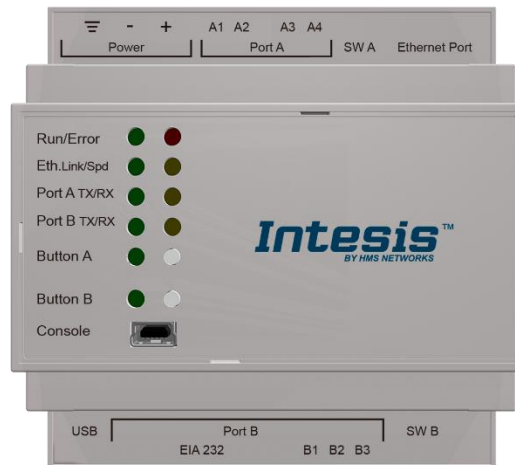 - +
A1 A2 A3 A4
Power Port A SW A Ethernet Port
Run/Error
Eth.Link/Spd
Port A TX/RX
Port B TX/RX
Button A
Button B
Console
Intesis™
BY HMS NETWORKS
USB Port B SW B
EIA 232 B1 B2 B3